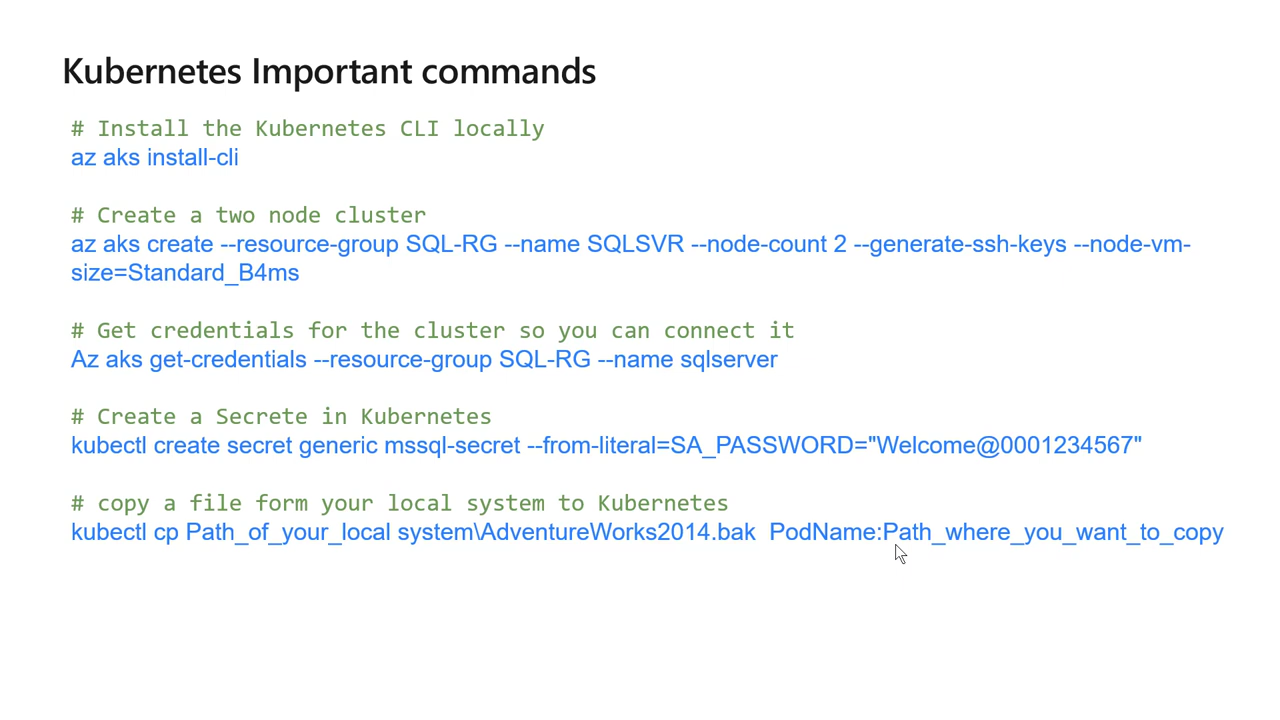 Kubernetes Important commands
# Install the Kubernetes CLI locally
az aks install-cli
# Create a two node cluster
az aks create --resource-group SQL-RG --name SQLSVR --node-count 2 --generate-ssh-keys --node-vm-
size=Standard_B4ms
# Get credentials for the cluster so you can connect it
Az aks get-credentials --resource-group SQL-RG --name sqlserver
# Create a Secrete in Kubernetes
kubectl create secret generic mssql-secret --from-literal=SA_PASSWORD="Welcome@0001234567"
# copy a file form your local system to Kubernetes
kubectl cp Path_of_your_local system\AdventureWorks2014.bak  PodName:Path_where_you_want_to_copy